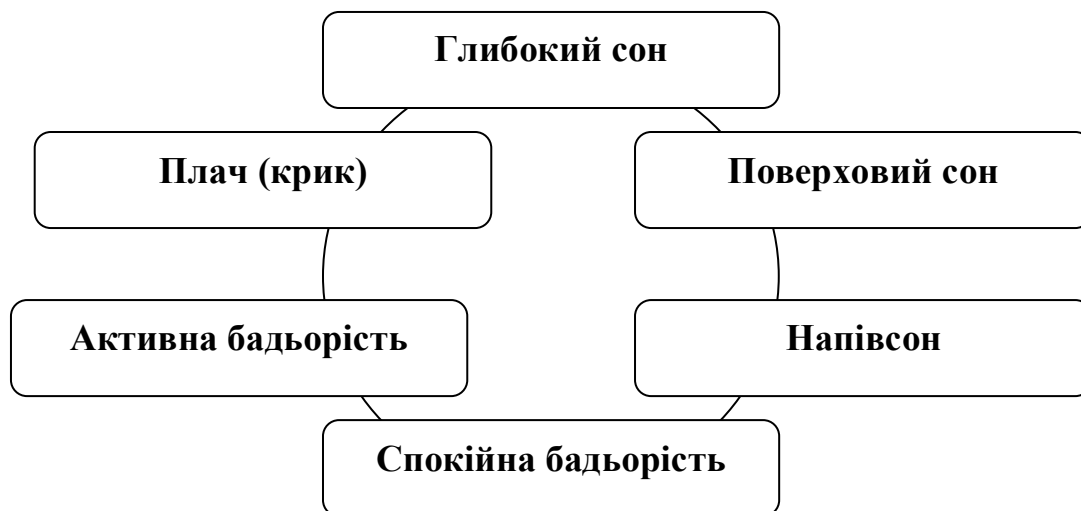 Глибокий сон
Плач (крик)
Поверховий сон
Активна бадьорість
Напівсон
Спокійна бадьорість